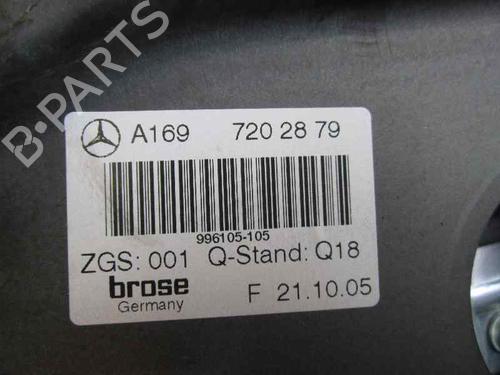 A169 720 28 79
996105-105
ZGS: 001 Q-Stand: Q18
brose
Germany
F 21.10.05
B-PARTS